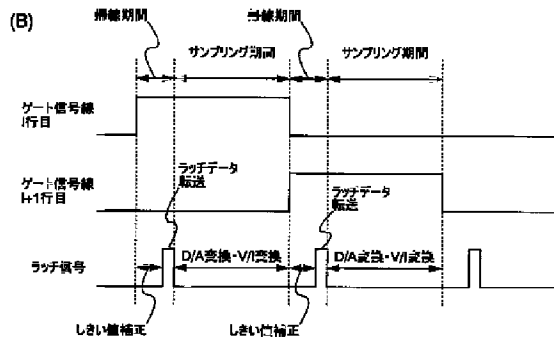 (B)
帰線期間
帰線期間
サンプリング期間
サンプリング期間
ゲート信号線
i行目
ラッチデータ
転送
ラッチデータ
転送
ゲート信号線
i+1行目
D/A変換・V/I変換
D/A変換・V/I変換
ラッチ信号
しきい値補正
しきい値補正